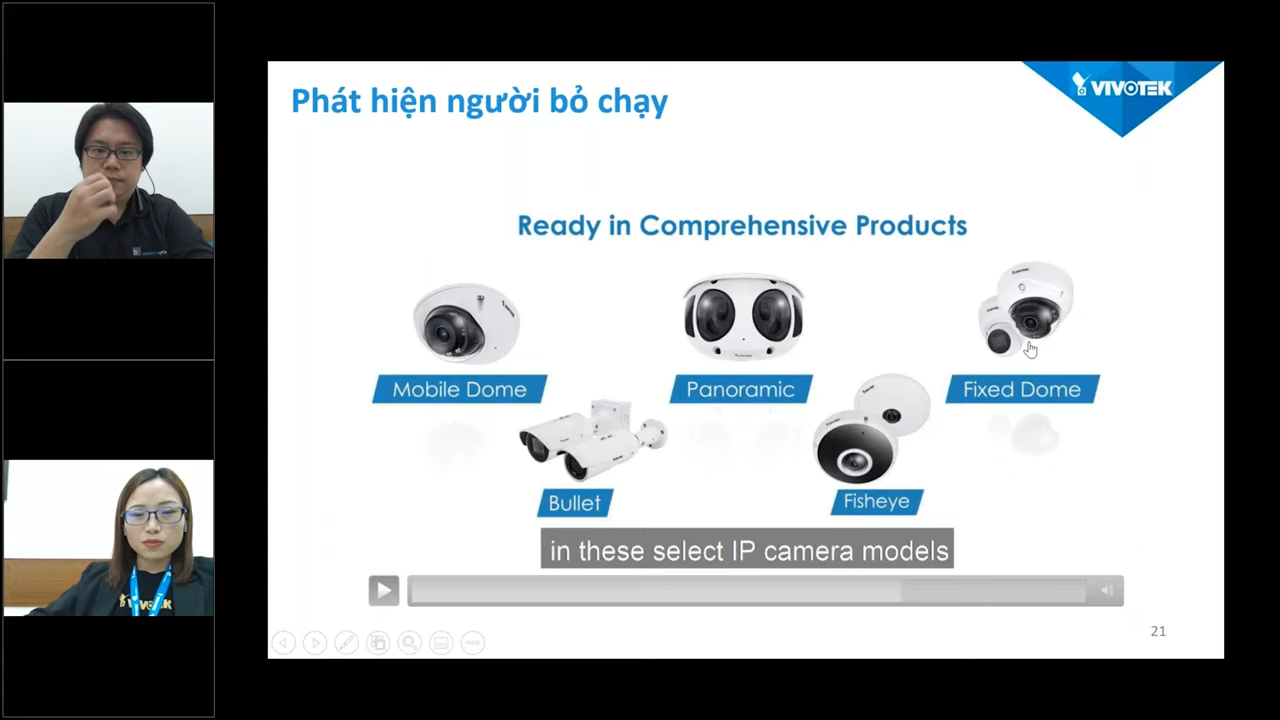 Phát hiện người bỏ chạy
VIVOTEK
Ready in Comprehensive Products
Mobile Dome
Panoramic
Fixed Dome
Bullet
Fisheye
in these select IP camera models
21
VIVOTEK